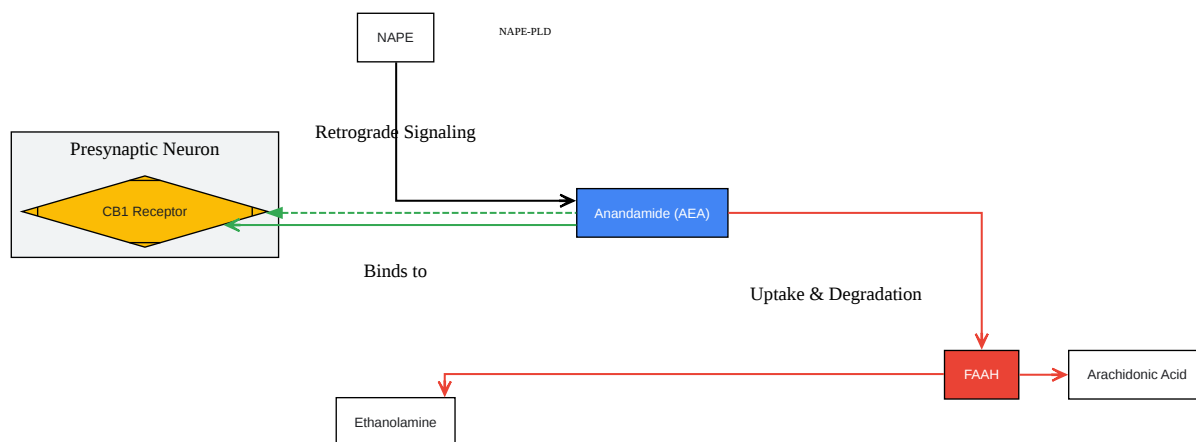 NAPE
NAPE-PLD
Retrograde Signaling
Presynaptic Neuron
CB1 Receptor
Anandamide (AEA)
Binds to
Uptake & Degradation
FAAH
Arachidonic Acid
Ethanolamine